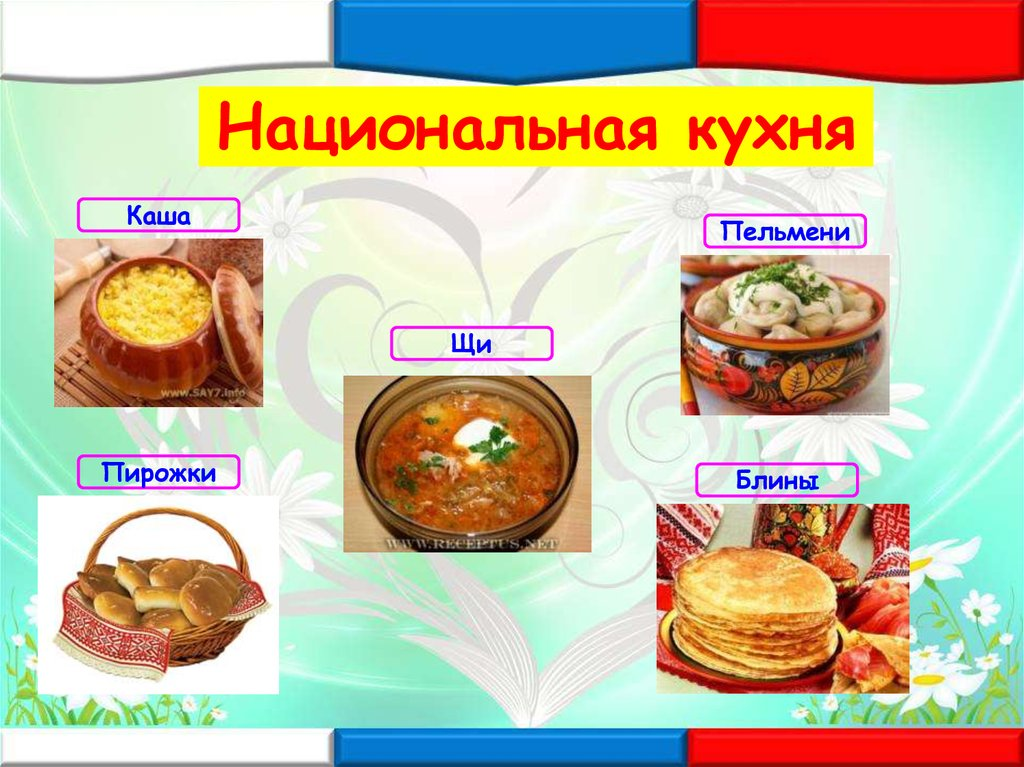 Национальная кухня
Каша
Пельмени
www.SAY7.info
Щи
WWW.RECEPTUS.NET
Пирожки
Блины